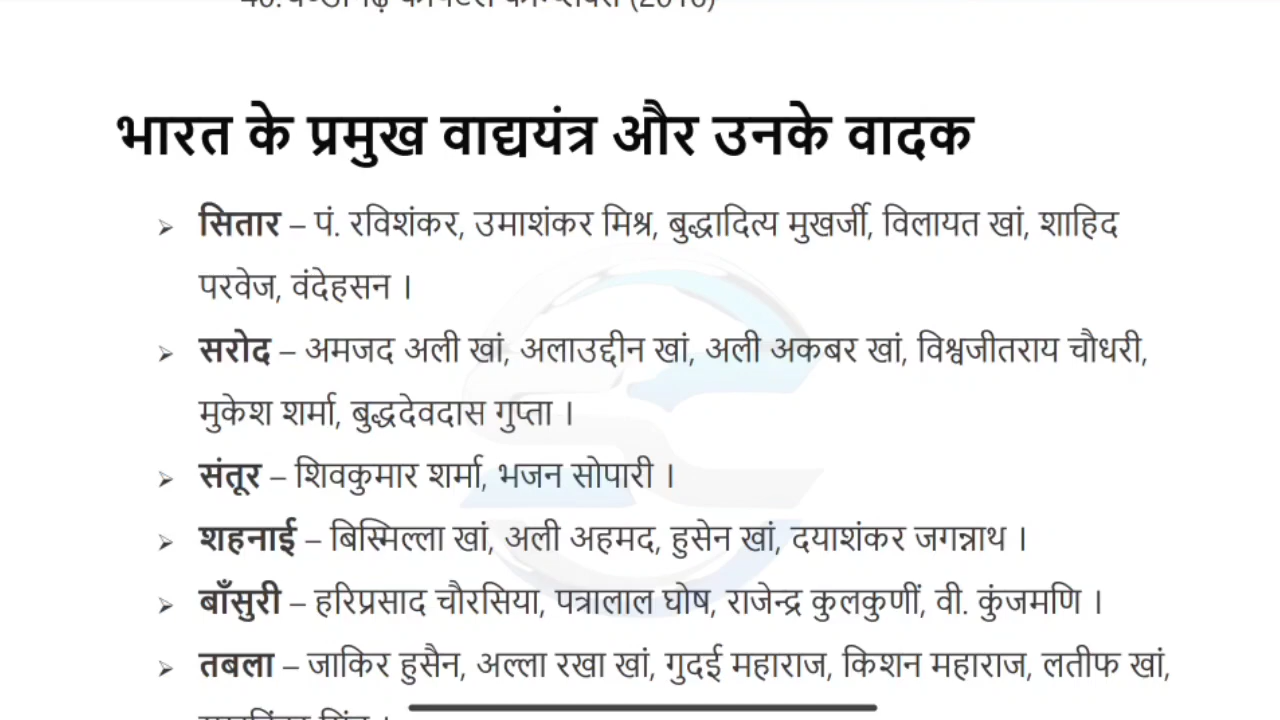 भारत के प्रमुख वाद्ययंत्र और उनके वादक
➢ सितार – पं. रविशंकर, उमाशंकर मिश्र, बुद्धादित्य मुखर्जी, विलायत खां, शाहिद
परवेज, वंदेहसन ।
➢ सरोद – अमजद अली खां, अलाउद्दीन खां, अली अकबर खां, विश्वजीतराय चौधरी,
मुकेश शर्मा, बुद्धदेवदास गुप्ता ।
➢ संतूर – शिवकुमार शर्मा, भजन सोपारी ।
➢ शहनाई – बिस्मिल्ला खां, अली अहमद, हुसेन खां, दयाशंकर जगन्नाथ ।
➢ बाँसुरी – हरिप्रसाद चौरसिया, पत्रालाल घोष, राजेन्द्र कुलकुणीं, वी. कुंजमणि ।
➢ तबला – जाकिर हुसैन, अल्ला रखा खां, गुदई महाराज, किशन महाराज, लतीफ खां,